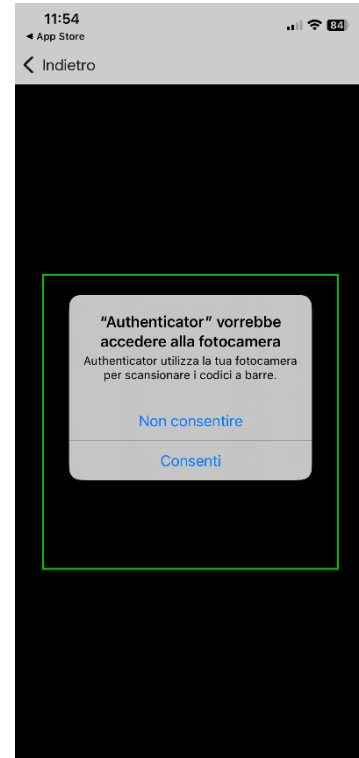 11:54
84
◀ App Store
Indietro
“Authenticator” vorrebbe
accedere alla fotocamera
Authenticator utilizza la tua fotocamera
per scansionare i codici a barre.
Non consentire
Consenti